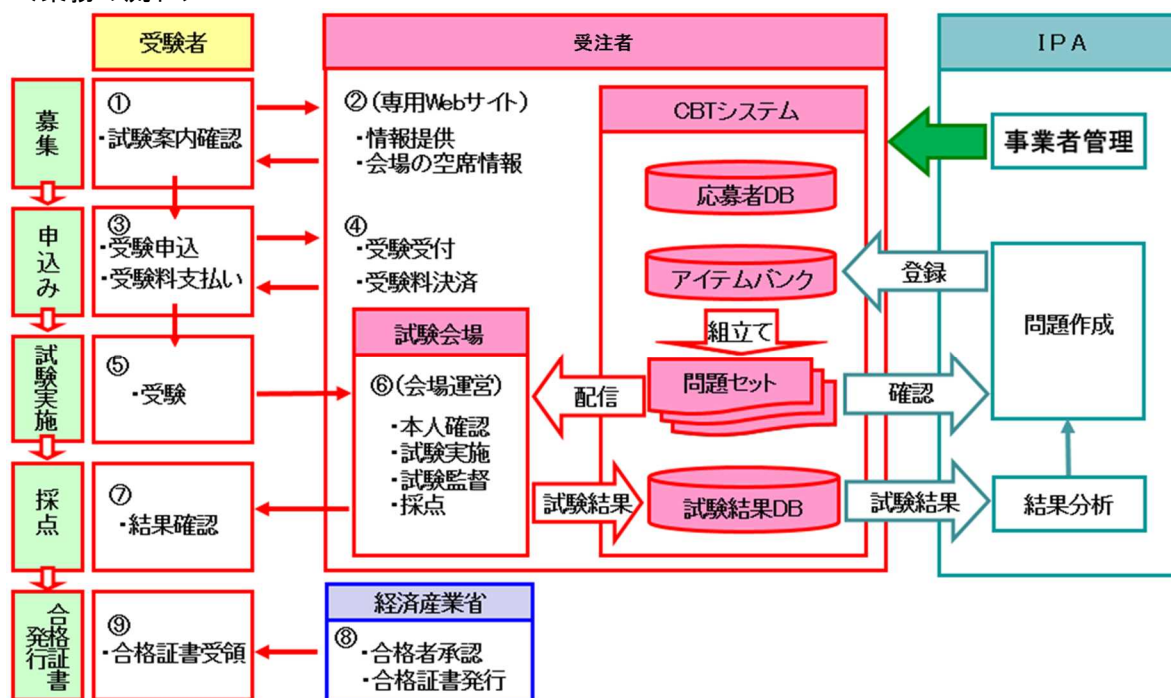 受験者
受注者
IPA
募集
①
・試験案内確認
②(専用Webサイト)
・情報提供
・会場の空席情報
CBTシステム
応募者DB
事業者管理
申込み
③
・受験申込
・受験料支払い
④
・受験受付
・受験料決済
アイテムバンク
登録
組立て
問題作成
試験実施
⑤
・受験
試験会場
⑥(会場運営)
・本人確認
・試験実施
・試験監督
・採点
配信
問題セット
確認
採点
⑦
・結果確認
試験結果
試験結果DB
試験結果
結果分析
合格証書
発行
⑨
・合格証書受領
経済産業省
⑧
・合格者承認
・合格証書発行